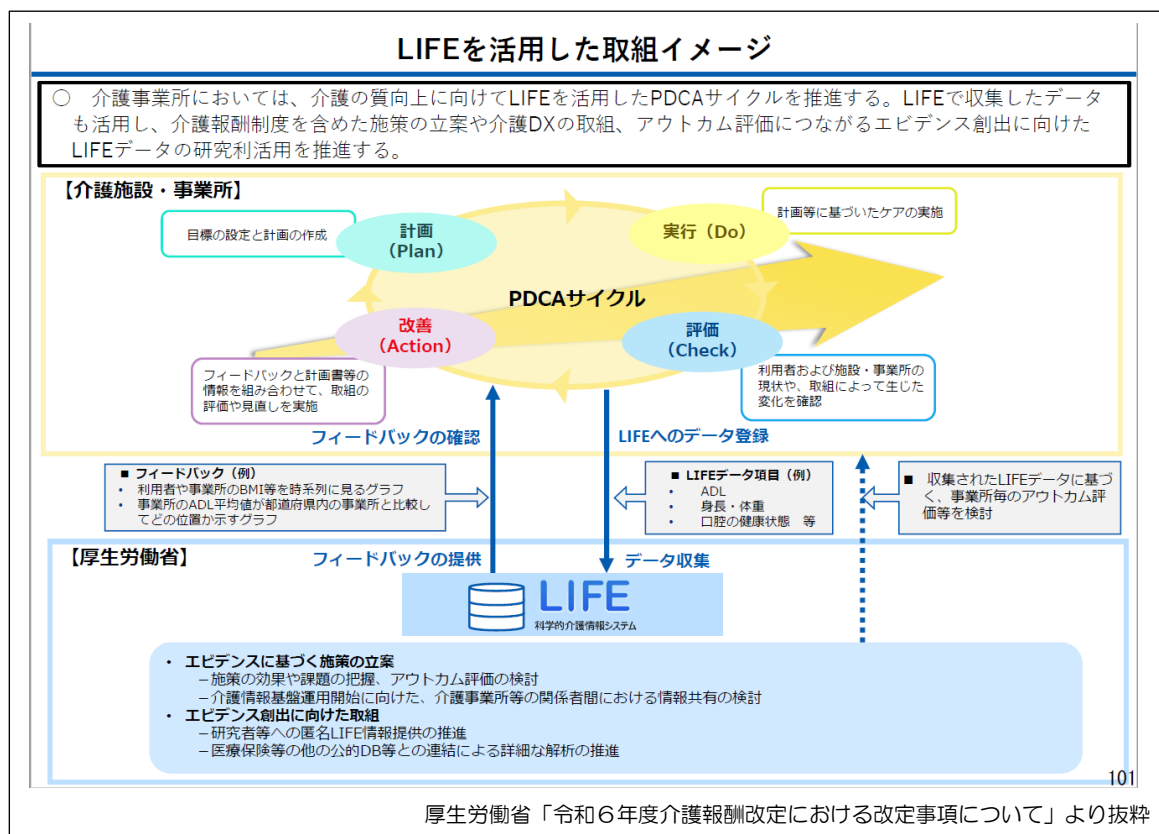 LIFEを活用した取組イメージ
○　介護事業所においては、介護の質向上に向けてLIFEを活用したPDCAサイクルを推進する。LIFEで収集したデータ
も活用し、介護報酬制度を含めた施策の立案や介護DXの取組、アウトカム評価につながるエビデンス創出に向けた
LIFEデータの研究利活用を推進する。
【介護施設・事業所】
目標の設定と計画の作成
計画
（Plan）
実行（Do）
計画等に基づいたケアの実施
PDCAサイクル
改善
（Action）
評価
（Check）
フィードバックと計画書等の
情報を組み合わせて、取組の
評価や見直しを実施
利用者および施設・事業所の
現状や、取組によって生じた
変化を確認
フィードバックの確認
LIFEへのデータ登録
■ フィードバック（例）
• 利用者や事業所のBMI等を時系列に見るグラフ
• 事業所のADL平均値が都道府県内の事業所と比較し
てどの位置か示すグラフ
■ LIFEデータ項目（例）
• ADL
• 身長・体重
• 口腔の健康状態　等
■ 収集されたLIFEデータに基づ
く、事業所毎のアウトカム評
価等を検討
【厚生労働省】
フィードバックの提供
データ収集
LIFE
科学的介護情報システム
• エビデンスに基づく施策の立案
－施策の効果や課題の把握、アウトカム評価の検討
－介護情報基盤運用開始に向けた、介護事業所等の関係者間における情報共有の検討
• エビデンス創出に向けた取組
－研究者等への匿名LIFE情報提供の推進
－医療保険等の他の公的DB等との連結による詳細な解析の推進
101
厚生労働省「令和６年度介護報酬改定における改定事項について」より抜粋